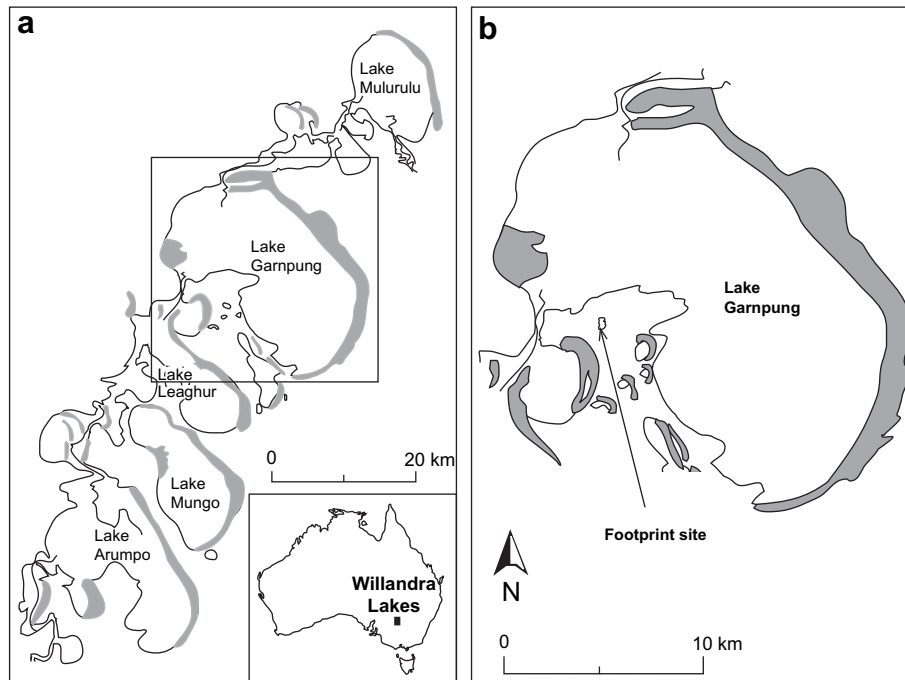 a
Lake
Mulurulu
Lake
Garnpung
Lake
Leaghur
0
20 km
Lake
Mungo
Lake
Arumpo
Willandra
Lakes
b
Lake
Garnpung
Footprint site
N
0
10 km